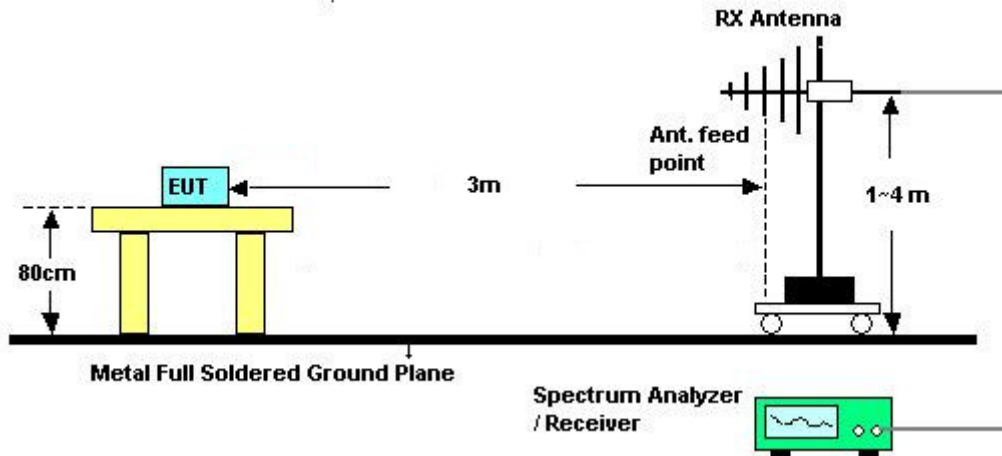 RX Antenna
Ant. feed
point
EUT
3m
1~4 m
80cm
Metal Full Soldered Ground Plane
Spectrum Analyzer
/ Receiver